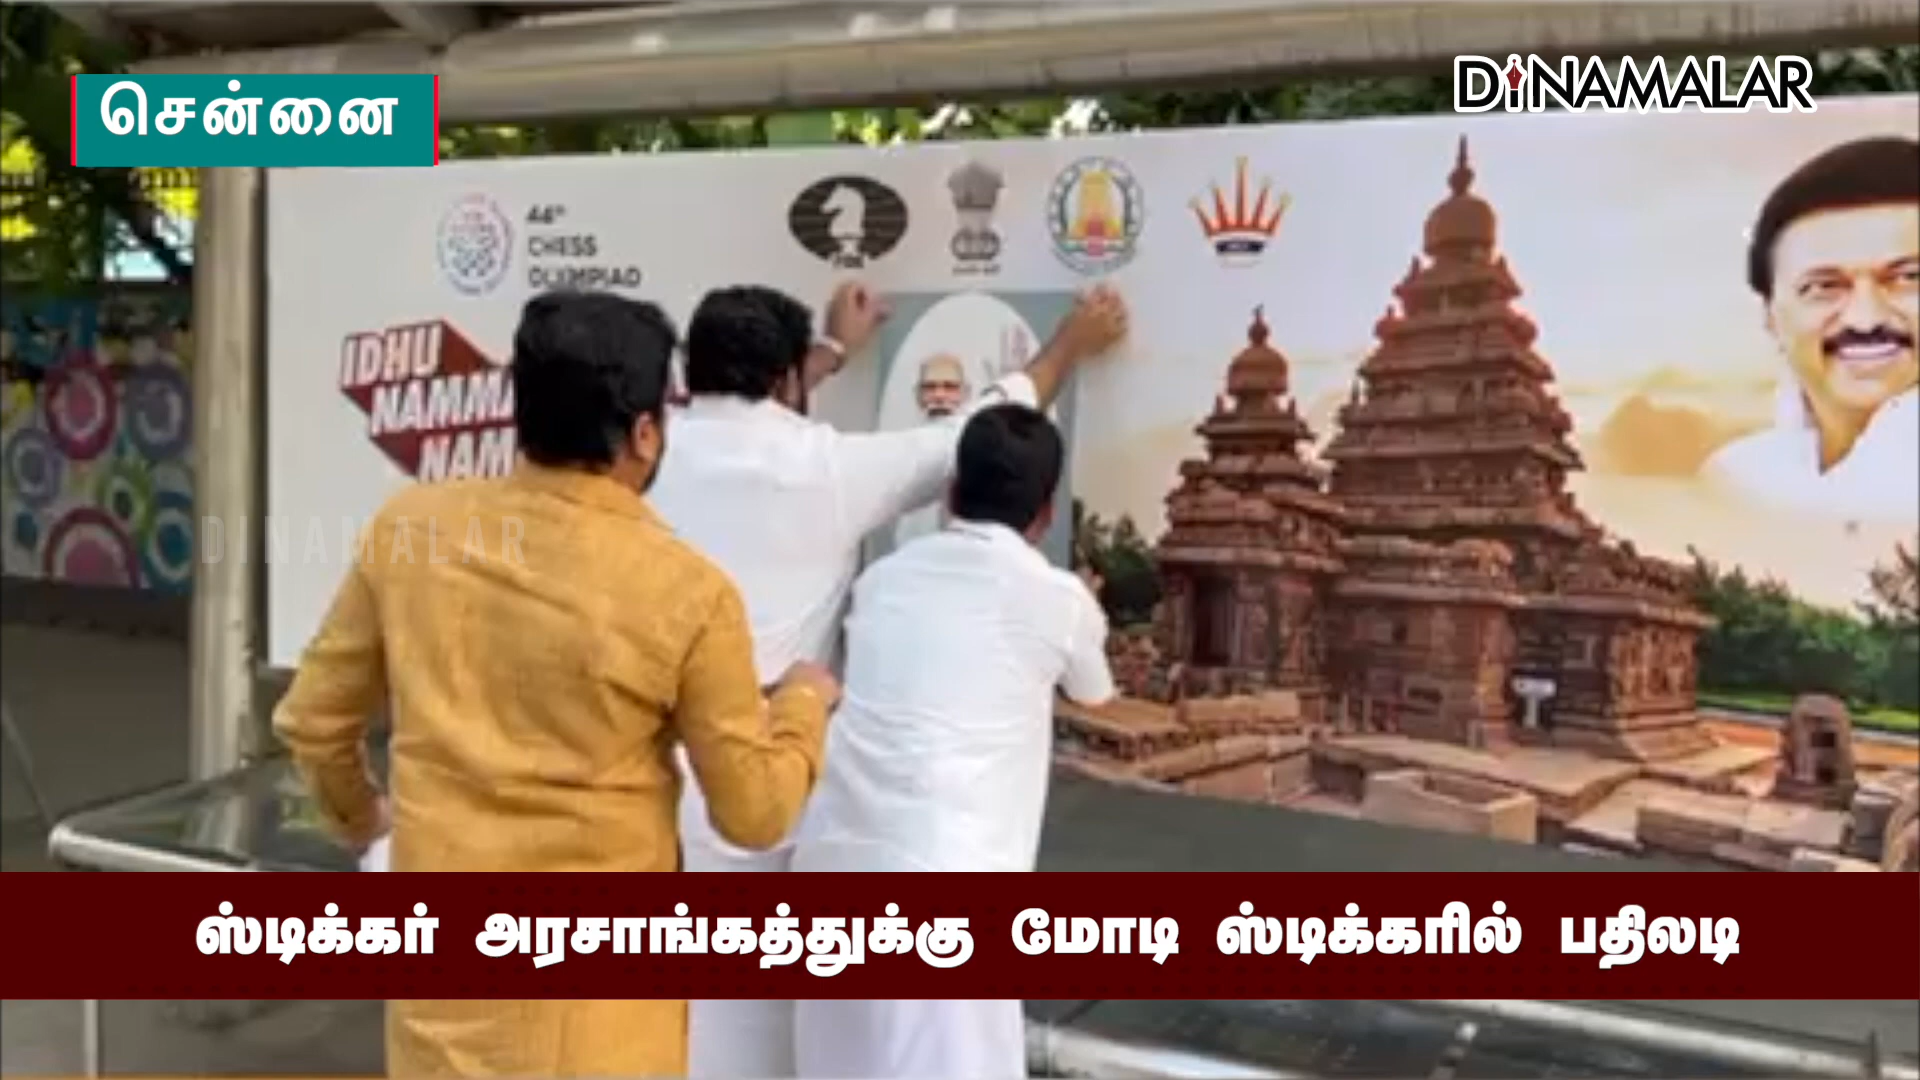 சென்னை
DINAMALAR
44th
CHESS
OLYMPIAD
IDHU
NAMMA
NAM
DINAMALAR
ஸ்டிக்கர் அரசாங்கத்துக்கு மோடி ஸ்டிக்கரில் பதிலடி